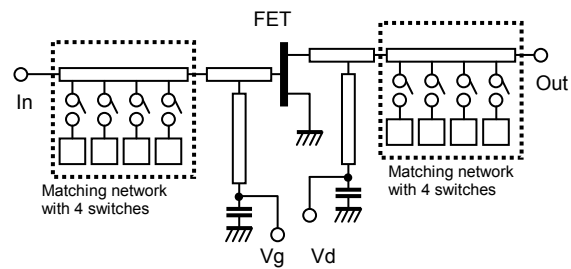 FET
In
Out
Matching network
with 4 switches
Matching network
with 4 switches
Vg
Vd